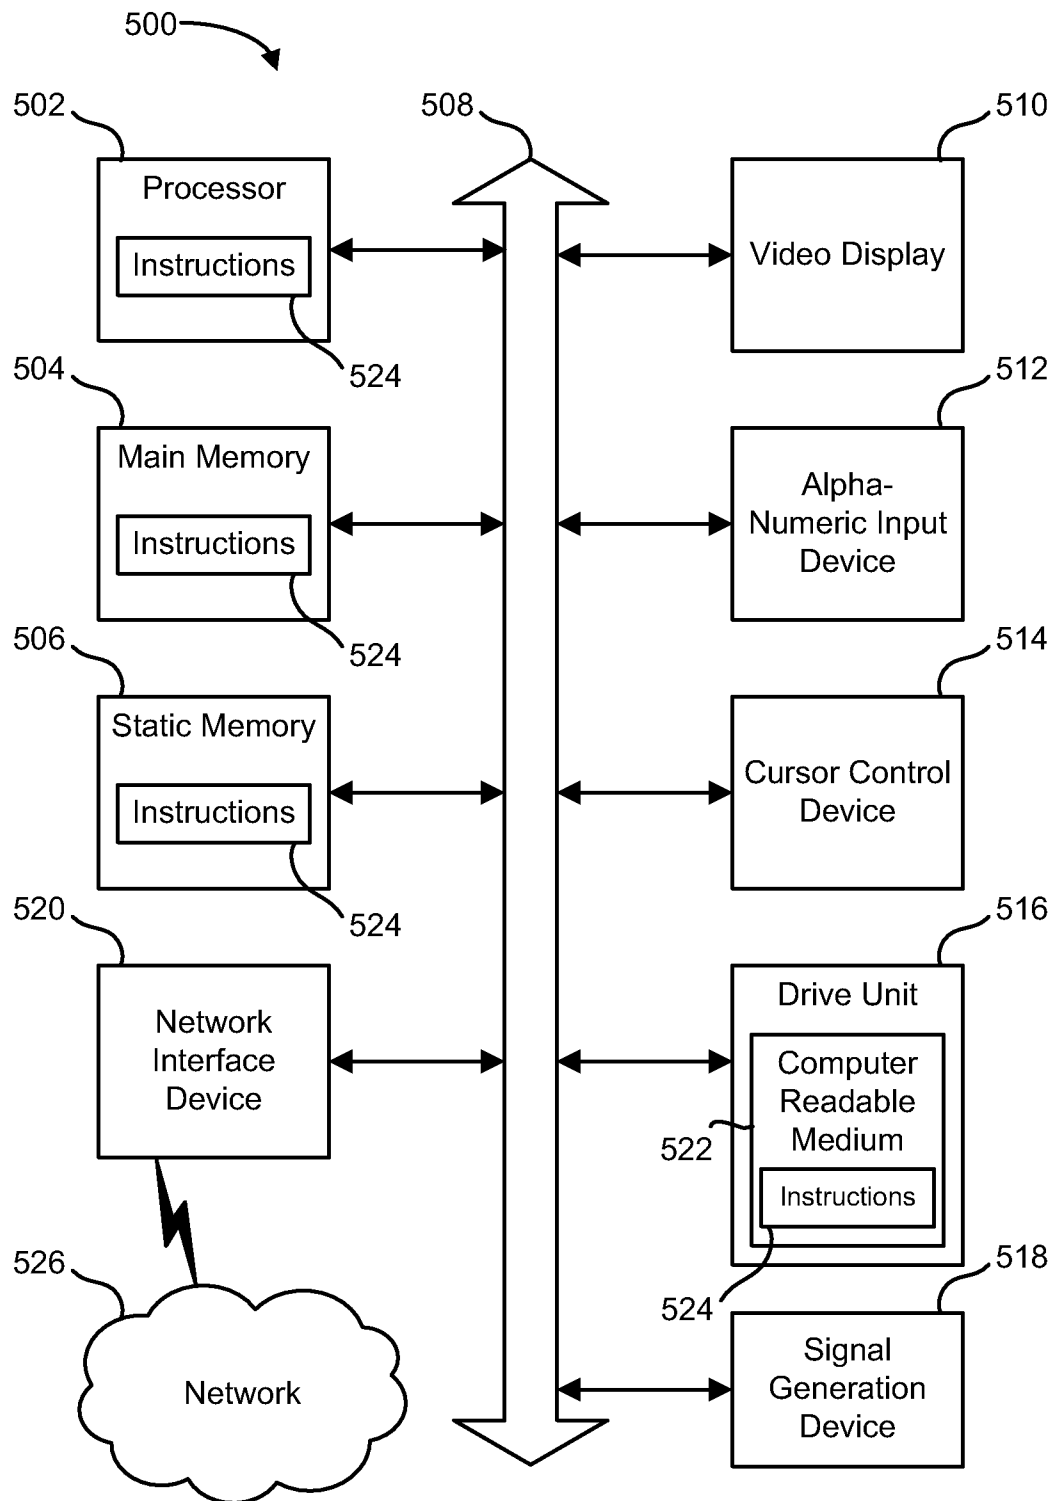 500
502
508
510
Processor
Instructions
524
Video Display
504
Main Memory
Instructions
524
512
Alpha-
Numeric Input
Device
506
Static Memory
Instructions
524
514
Cursor Control
Device
520
Network
Interface
Device
516
Drive Unit
Computer
Readable
Medium
522
Instructions
524
526
Network
518
Signal
Generation
Device